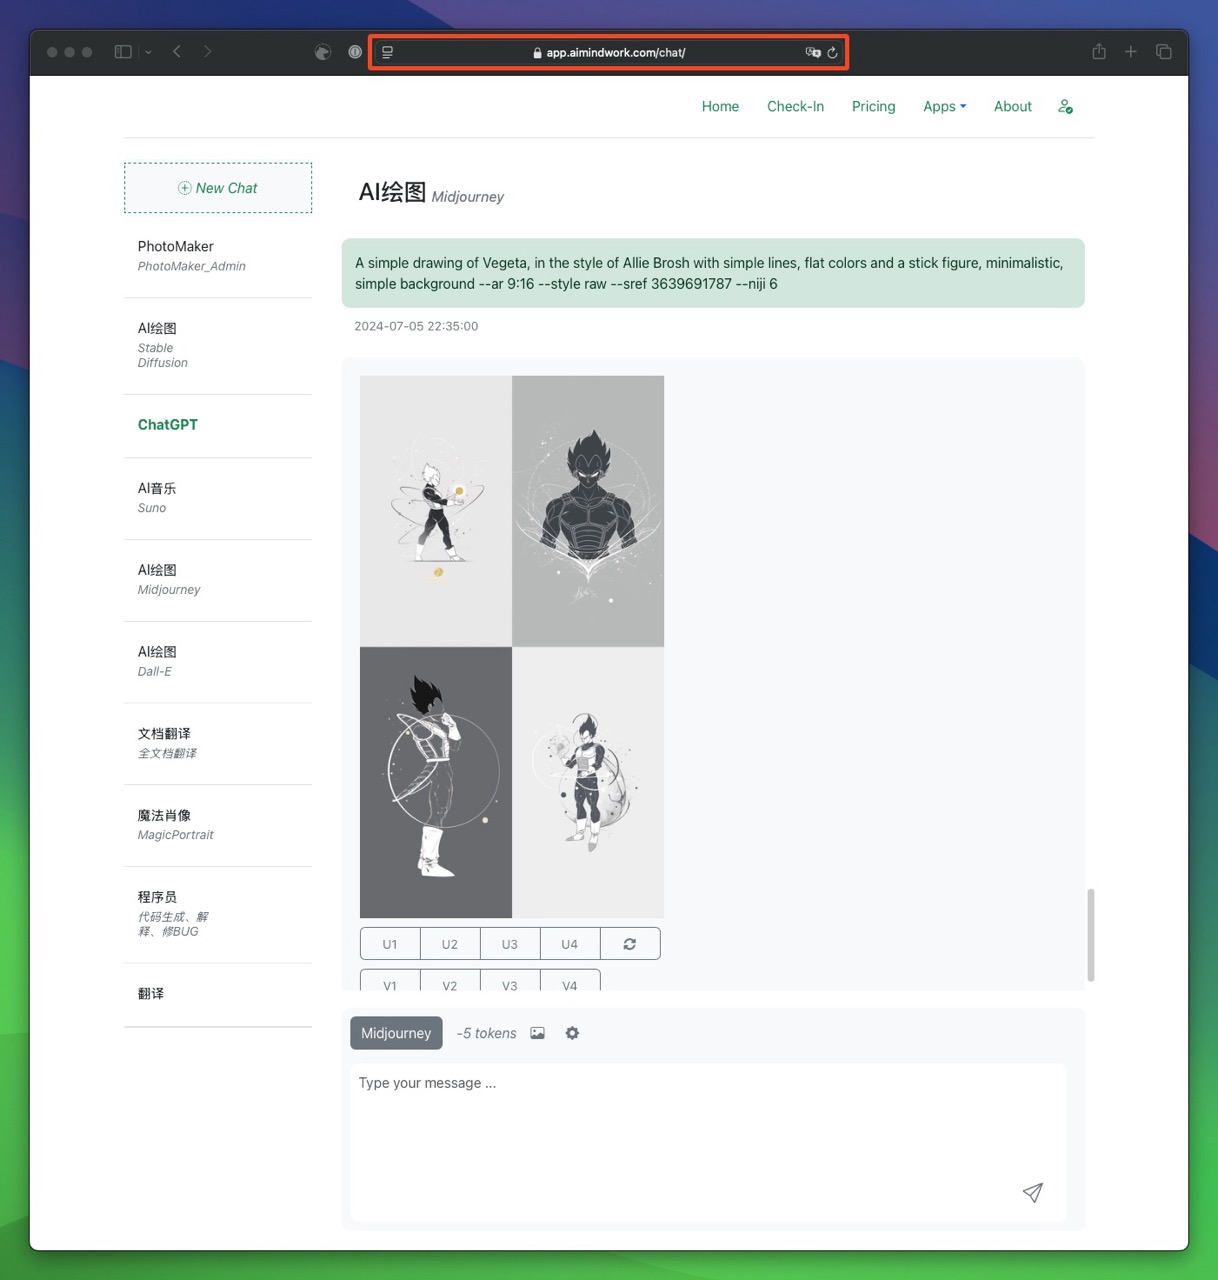 app.aimindwork.com/chat/
Home
Check-In
Pricing
Apps
About
New Chat
PhotoMaker
PhotoMaker_Admin
AI绘图
Stable
Diffusion
ChatGPT
AI音乐
Suno
AI绘图
Midjourney
AI绘图
Dall-E
文档翻译
全文档翻译
魔法肖像
MagicPortrait
程序员
代码生成、解
释、修BUG
翻译
AI绘图 Midjourney
A simple drawing of Vegeta, in the style of Allie Brosh with simple lines, flat colors and a stick figure, minimalistic,
simple background --ar 9:16 --style raw --sref 3639691787 --niji 6
2024-07-05 22:35:00
U1
U2
U3
U4
V1
V2
V3
V4
Midjourney
-5 tokens
Type your message ...